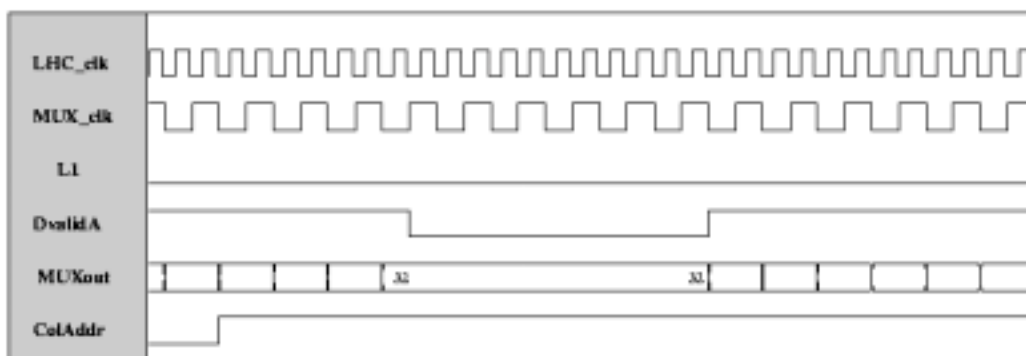 LHC_clk
MUX_clk
L1
DvalidA
MUXout 32 32
ColAddr